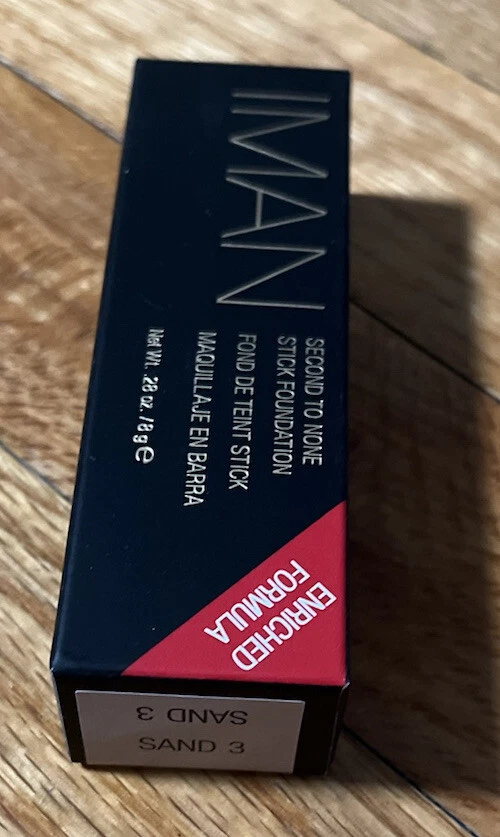 IMAN
SECOND TO NONE
STICK FOUNDATION
FOND DE TEINT STICK
MAQUILLAJE EN BARRA
Net Wt. .28 oz. / 8 g ℮
ENRICHED
FORMULA
SAND 3
SAND 3